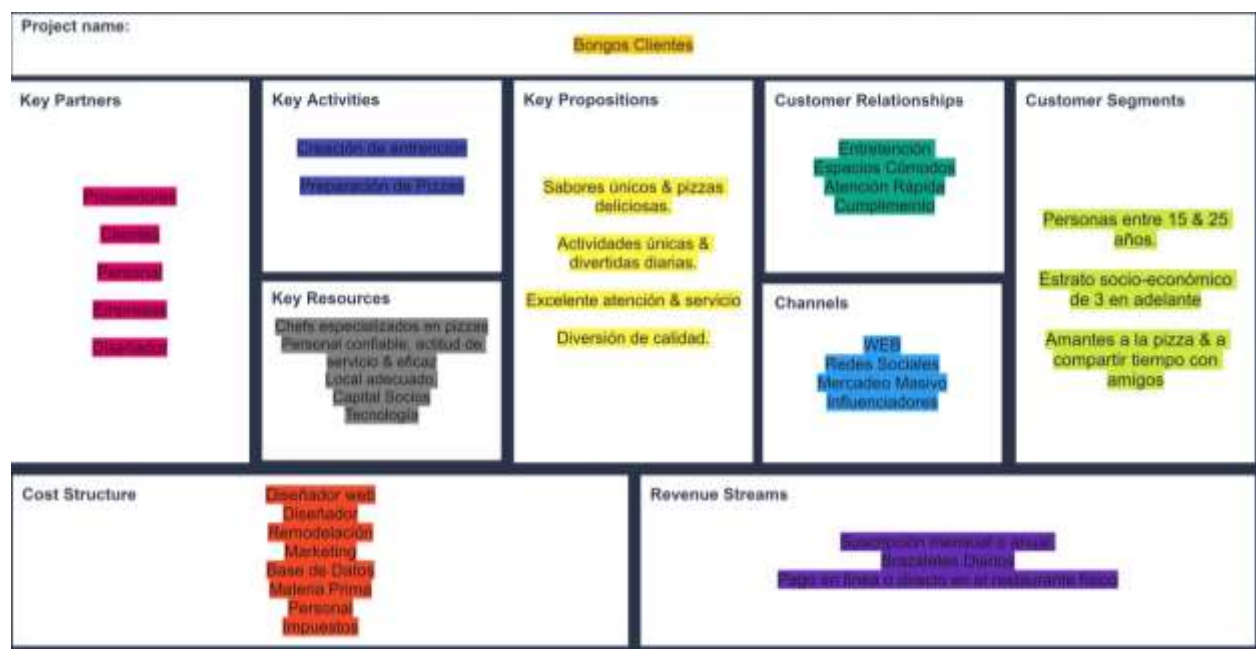 Project name:
Bongos Clientes
Key Partners
Proveedores
Clientes
Personal
Empresas
Diseñador
Key Activities
Creación de entrención
Preparación de Pizzas
Key Resources
Chefs especializados en pizzas
Personal confiable, actitud de
servicio & eficaz
Local adecuado.
Capital Socios
Tecnología
Key Propositions
Sabores únicos & pizzas
deliciosas.
Actividades únicas &
divertidas diarias.
Excelente atención & servicio
Diversión de calidad.
Customer Relationships
Entretención
Espacios Cómodos
Atención Rápida
Cumplimento
Channels
WEB
Redes Sociales
Mercadeo Masivo
Influenciadores
Customer Segments
Personas entre 15 & 25
años.
Estrato socio-económico
de 3 en adelante
Amantes a la pizza & a
compartir tiempo con
amigos
Cost Structure
Diseñador web
Diseñador
Remodelación
Marketing
Base de Datos
Materia Prima
Personal
Impuestos
Revenue Streams
Suscripción mensual o anual
Brazaletes Diarios
Pago en línea o directo en el restaurante físico